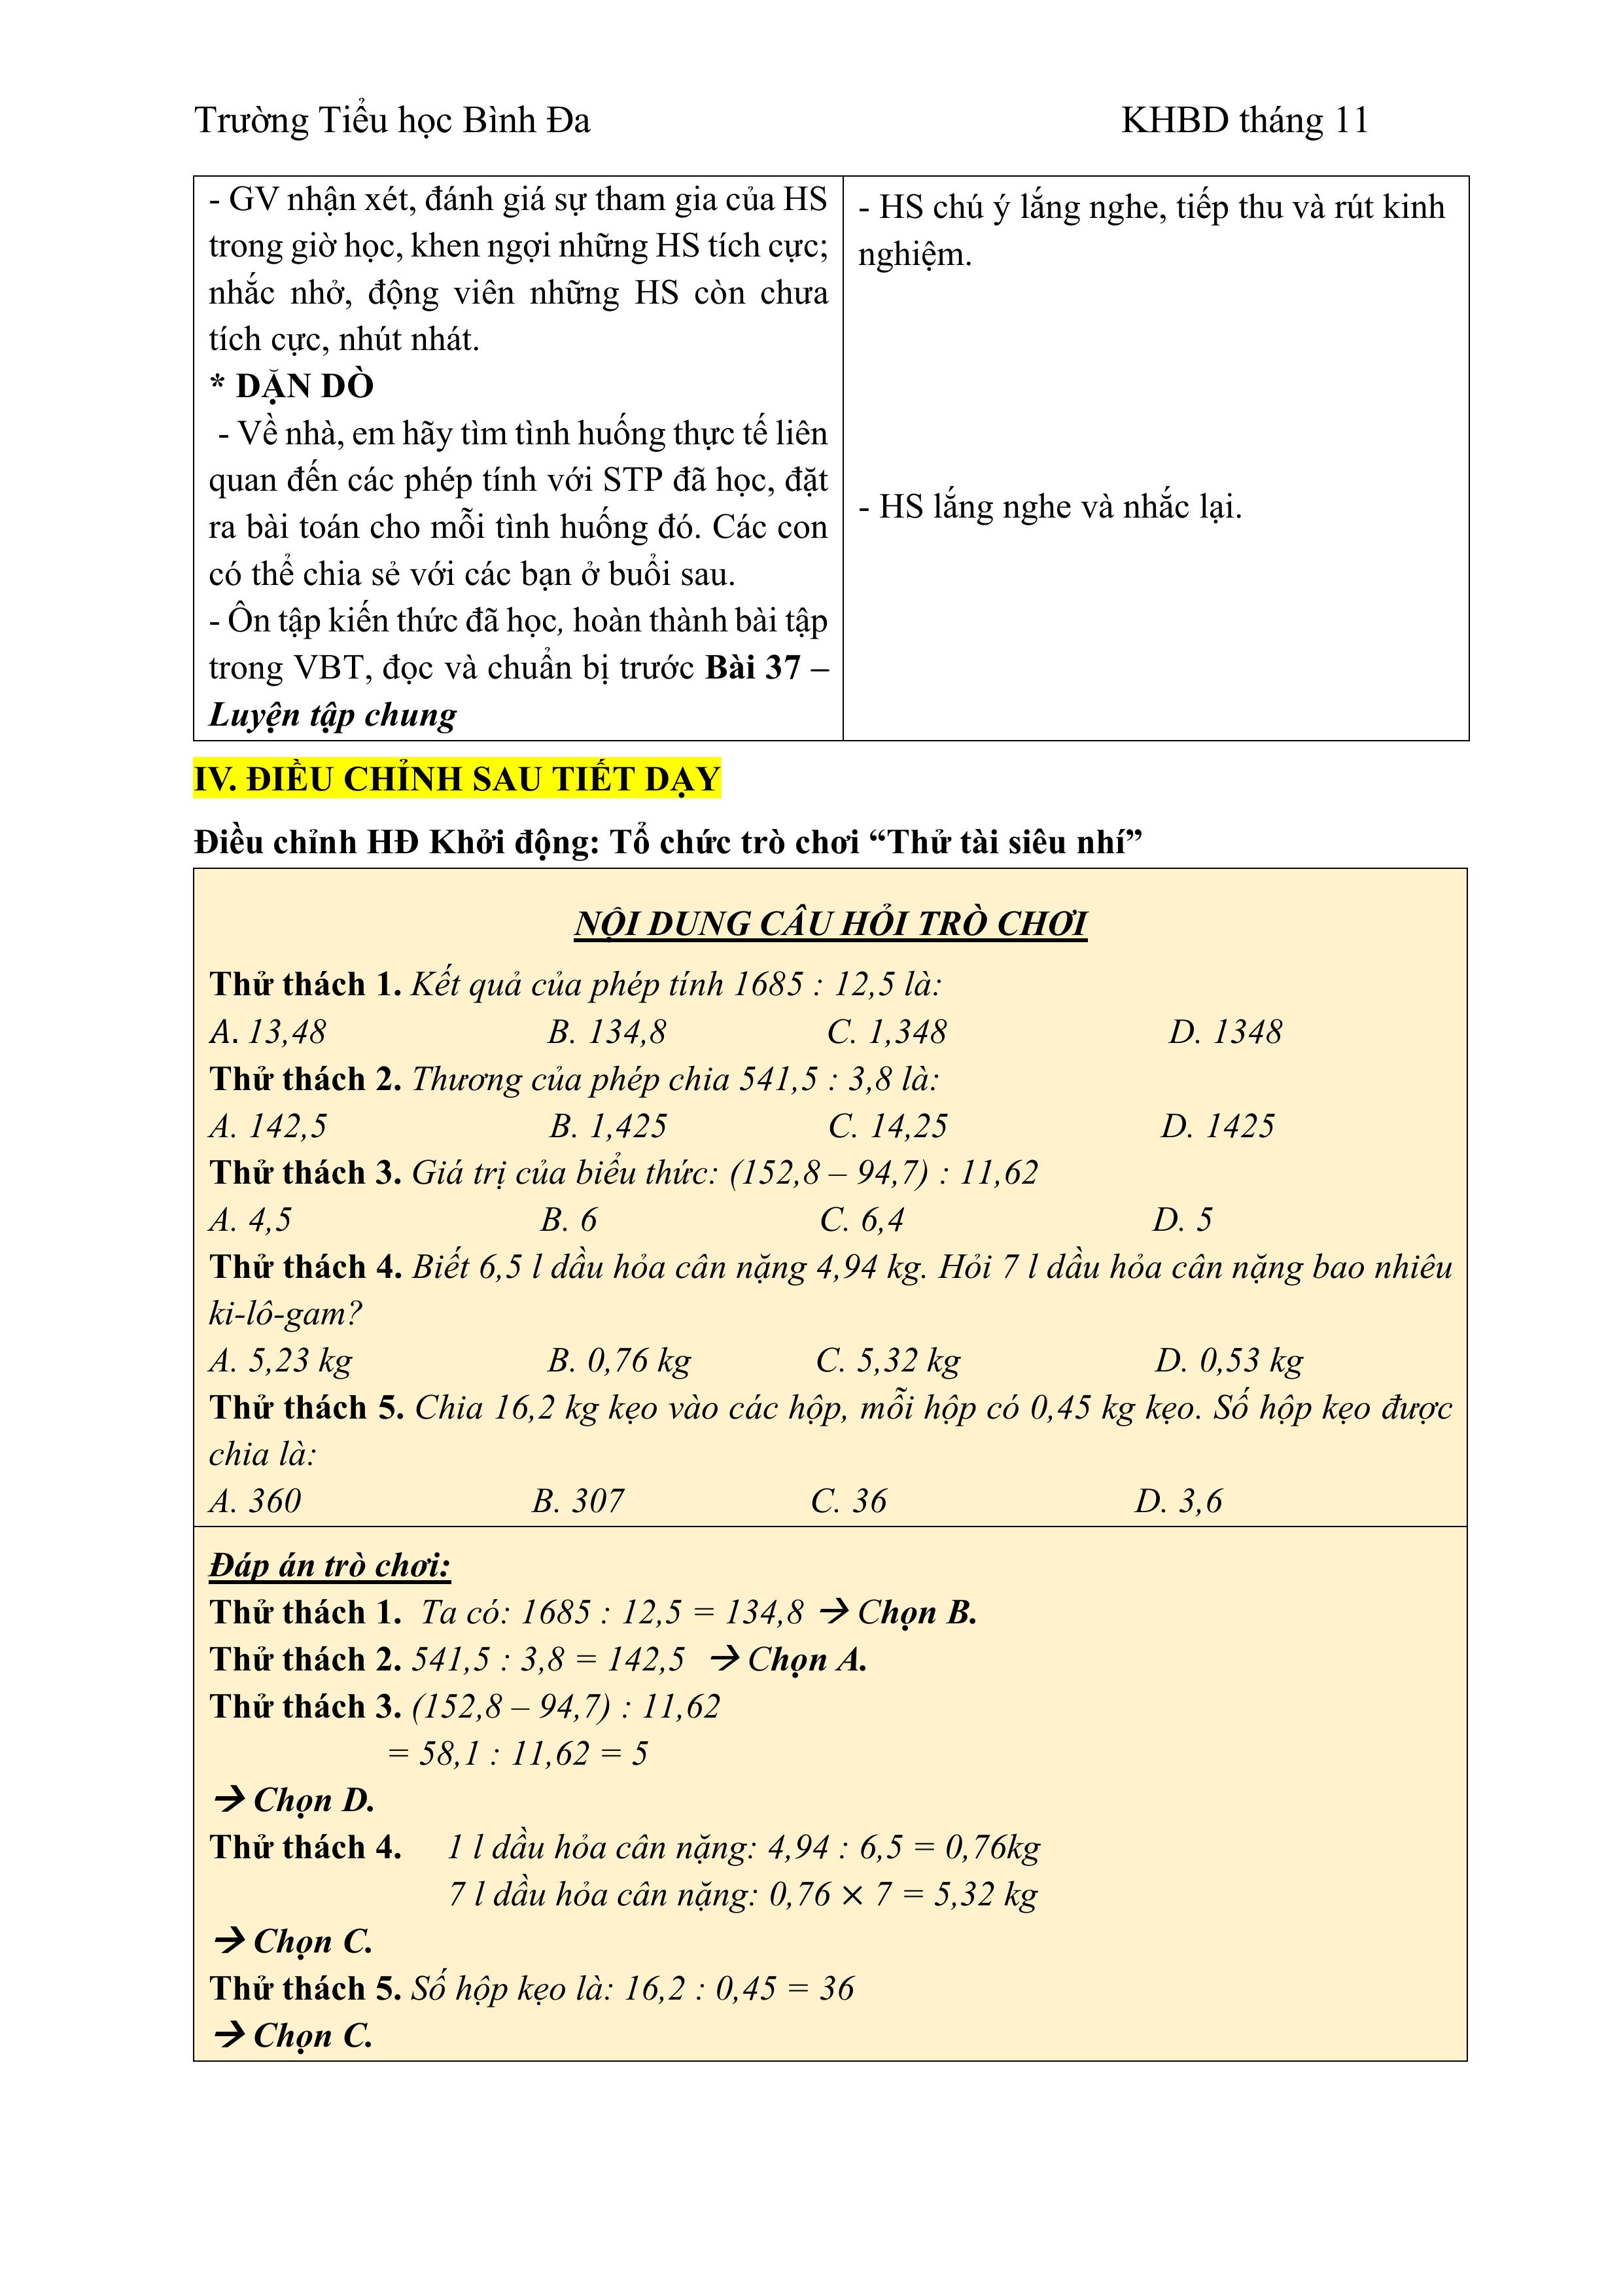 Trường Tiểu học Bình Đa KHBD tháng 11
- GV nhận xét, đánh giá sự tham gia của HS
trong giờ học, khen ngợi những HS tích cực;
nhắc nhở, động viên những HS còn chưa
tích cực, nhút nhát.
* DẶN DÒ
- Về nhà, em hãy tìm tình huống thực tế liên
quan đến các phép tính với STP đã học, đặt
ra bài toán cho mỗi tình huống đó. Các con
có thể chia sẻ với các bạn ở buổi sau.
- Ôn tập kiến thức đã học, hoàn thành bài tập
trong VBT, đọc và chuẩn bị trước Bài 37 –
Luyện tập chung
- HS chú ý lắng nghe, tiếp thu và rút kinh
nghiệm.
- HS lắng nghe và nhắc lại.
IV. ĐIỀU CHỈNH SAU TIẾT DẠY
Điều chỉnh HĐ Khởi động: Tổ chức trò chơi “Thử tài siêu nhí”
NỘI DUNG CÂU HỎI TRÒ CHƠI
Thử thách 1. Kết quả của phép tính 1685 : 12,5 là:
A. 13,48 B. 134,8 C. 1,348 D. 1348
Thử thách 2. Thương của phép chia 541,5 : 3,8 là:
A. 142,5 B. 1,425 C. 14,25 D. 1425
Thử thách 3. Giá trị của biểu thức: (152,8 – 94,7) : 11,62
A. 4,5 B. 6 C. 6,4 D. 5
Thử thách 4. Biết 6,5 l dầu hỏa cân nặng 4,94 kg. Hỏi 7 l dầu hỏa cân nặng bao nhiêu
ki-lô-gam?
A. 5,23 kg B. 0,76 kg C. 5,32 kg D. 0,53 kg
Thử thách 5. Chia 16,2 kg kẹo vào các hộp, mỗi hộp có 0,45 kg kẹo. Số hộp kẹo được
chia là:
A. 360 B. 307 C. 36 D. 3,6
Đáp án trò chơi:
Thử thách 1. Ta có: 1685 : 12,5 = 134,8 → Chọn B.
Thử thách 2. 541,5 : 3,8 = 142,5 → Chọn A.
Thử thách 3. (152,8 – 94,7) : 11,62
= 58,1 : 11,62 = 5
→ Chọn D.
Thử thách 4. 1 l dầu hỏa cân nặng: 4,94 : 6,5 = 0,76kg
7 l dầu hỏa cân nặng: 0,76 × 7 = 5,32 kg
→ Chọn C.
Thử thách 5. Số hộp kẹo là: 16,2 : 0,45 = 36
→ Chọn C.